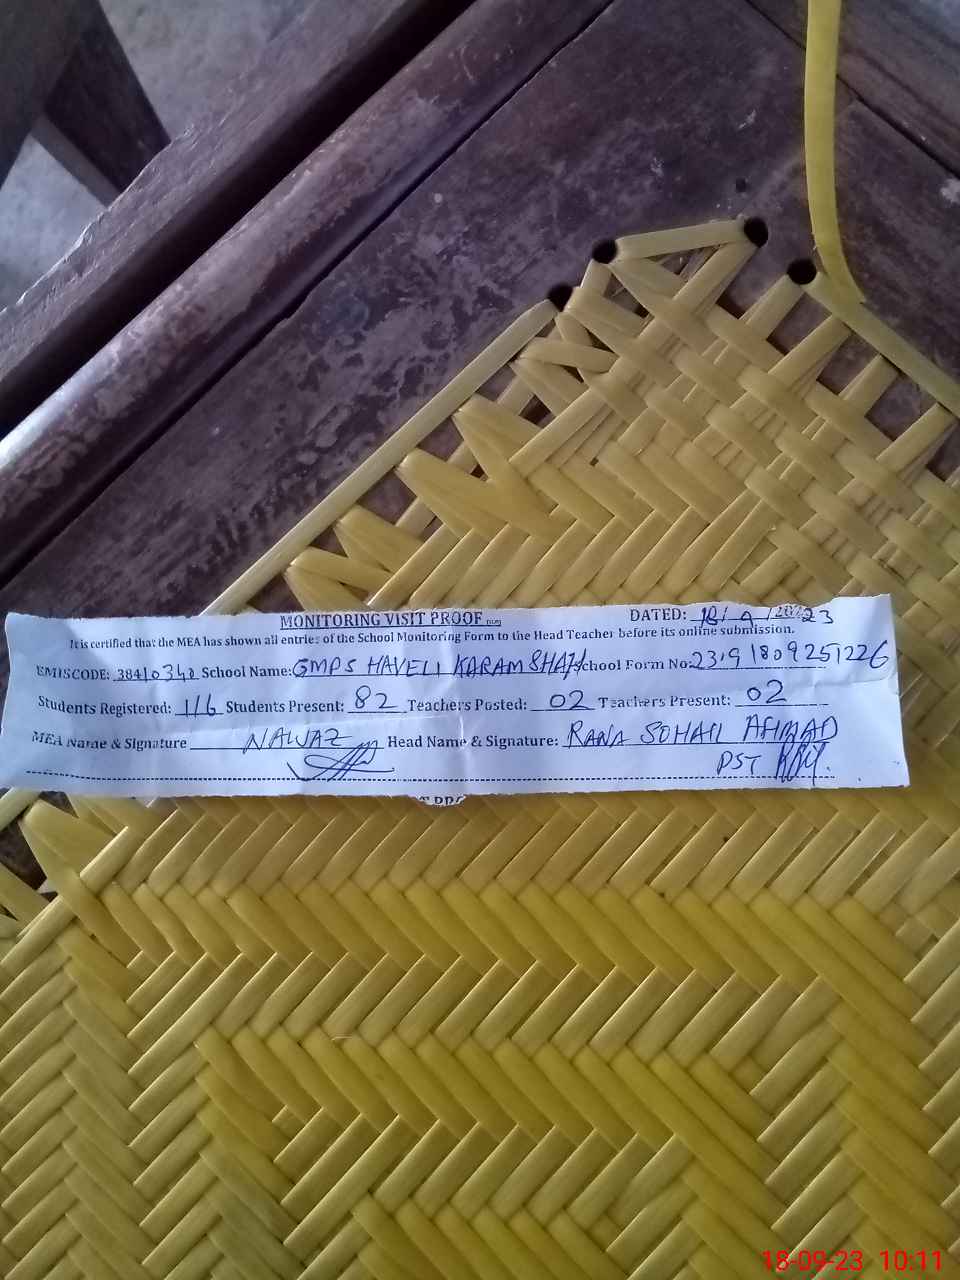 MONITORING VISIT PROOF DATED: 18/9/2023
It is certified that the MEA has shown all entries of the School Monitoring Form to the Head Teacher before its online submission.
EMISCODE: 38410340 School Name: GMPS HAVELI KARAM SHAH School Form No: 23-9 1809251226
Students Registered: 116 Students Present: 82 Teachers Posted: 02 Teachers Present: 02
MEA Name & Signature NAWAZ Head Name & Signature: RANA SOHAIL AHMAD
PST
18-09-23 10:11